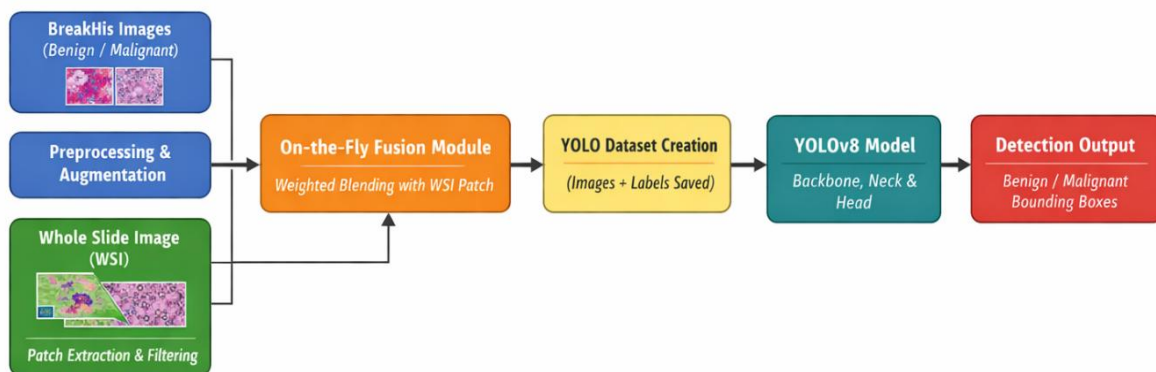 BreakHis Images
(Benign / Malignant)
Preprocessing &
Augmentation
Whole Slide Image
(WSI)
Patch Extraction & Filtering
On-the-Fly Fusion Module
Weighted Blending with WSI Patch
YOLO Dataset Creation
(Images + Labels Saved)
YOLOv8 Model
Backbone, Neck &
Head
Detection Output
Benign / Malignant
Bounding Boxes